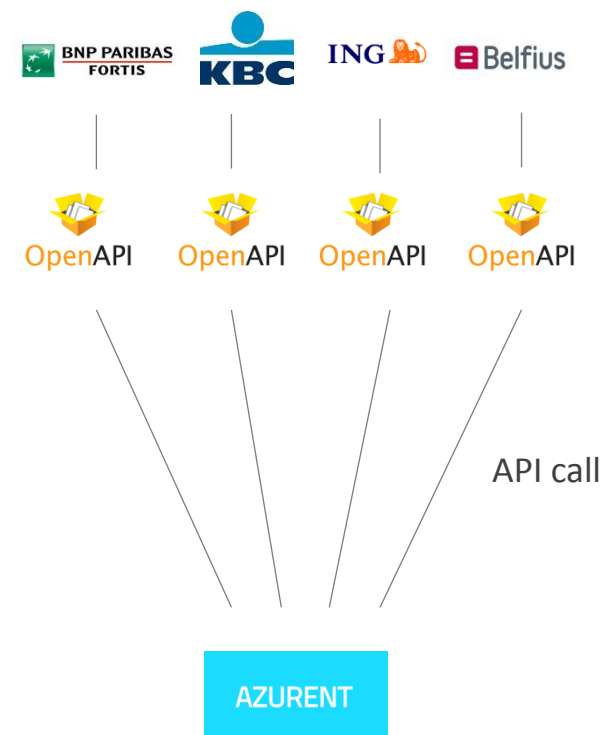 BNP PARIBAS
FORTIS
KBC
ING
Belfius
OpenAPI
OpenAPI
OpenAPI
OpenAPI
API call
AZURENT